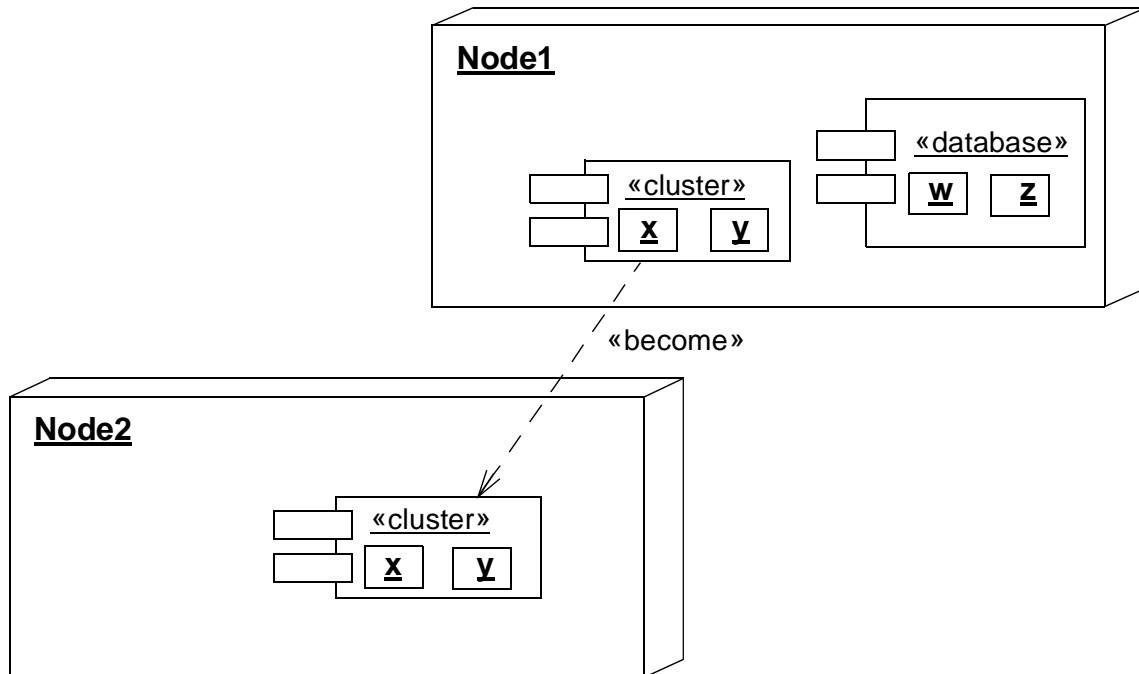 Node1
«database»
w z
«cluster»
x y
«become»
Node2
«cluster»
x y